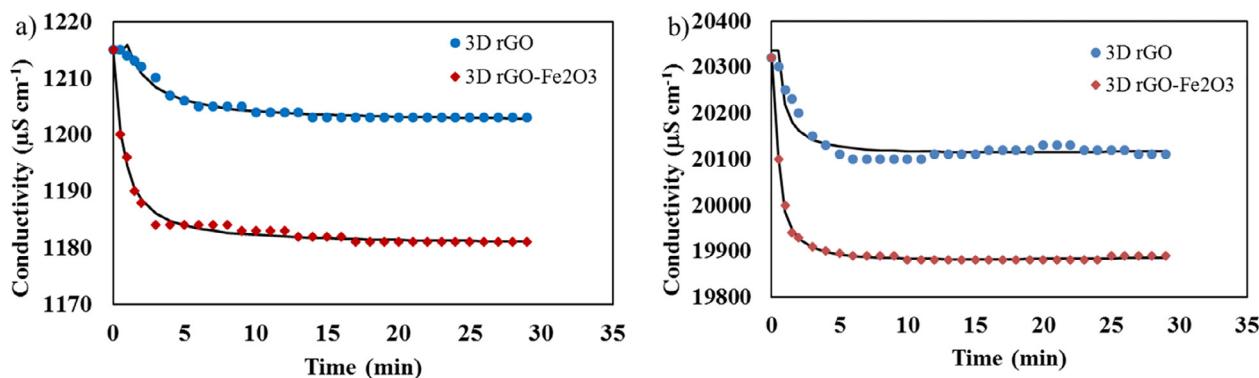 a)
Conductivity (µS cm⁻¹)
1220
1210
1200
1190
1180
1170
0 5 10 15 20 25 30 35
Time (min)
3D rGO
3D rGO-Fe2O3
b)
Conductivity (µS cm⁻¹)
20400
20300
20200
20100
20000
19900
19800
0 5 10 15 20 25 30 35
Time (min)
3D rGO
3D rGO-Fe2O3